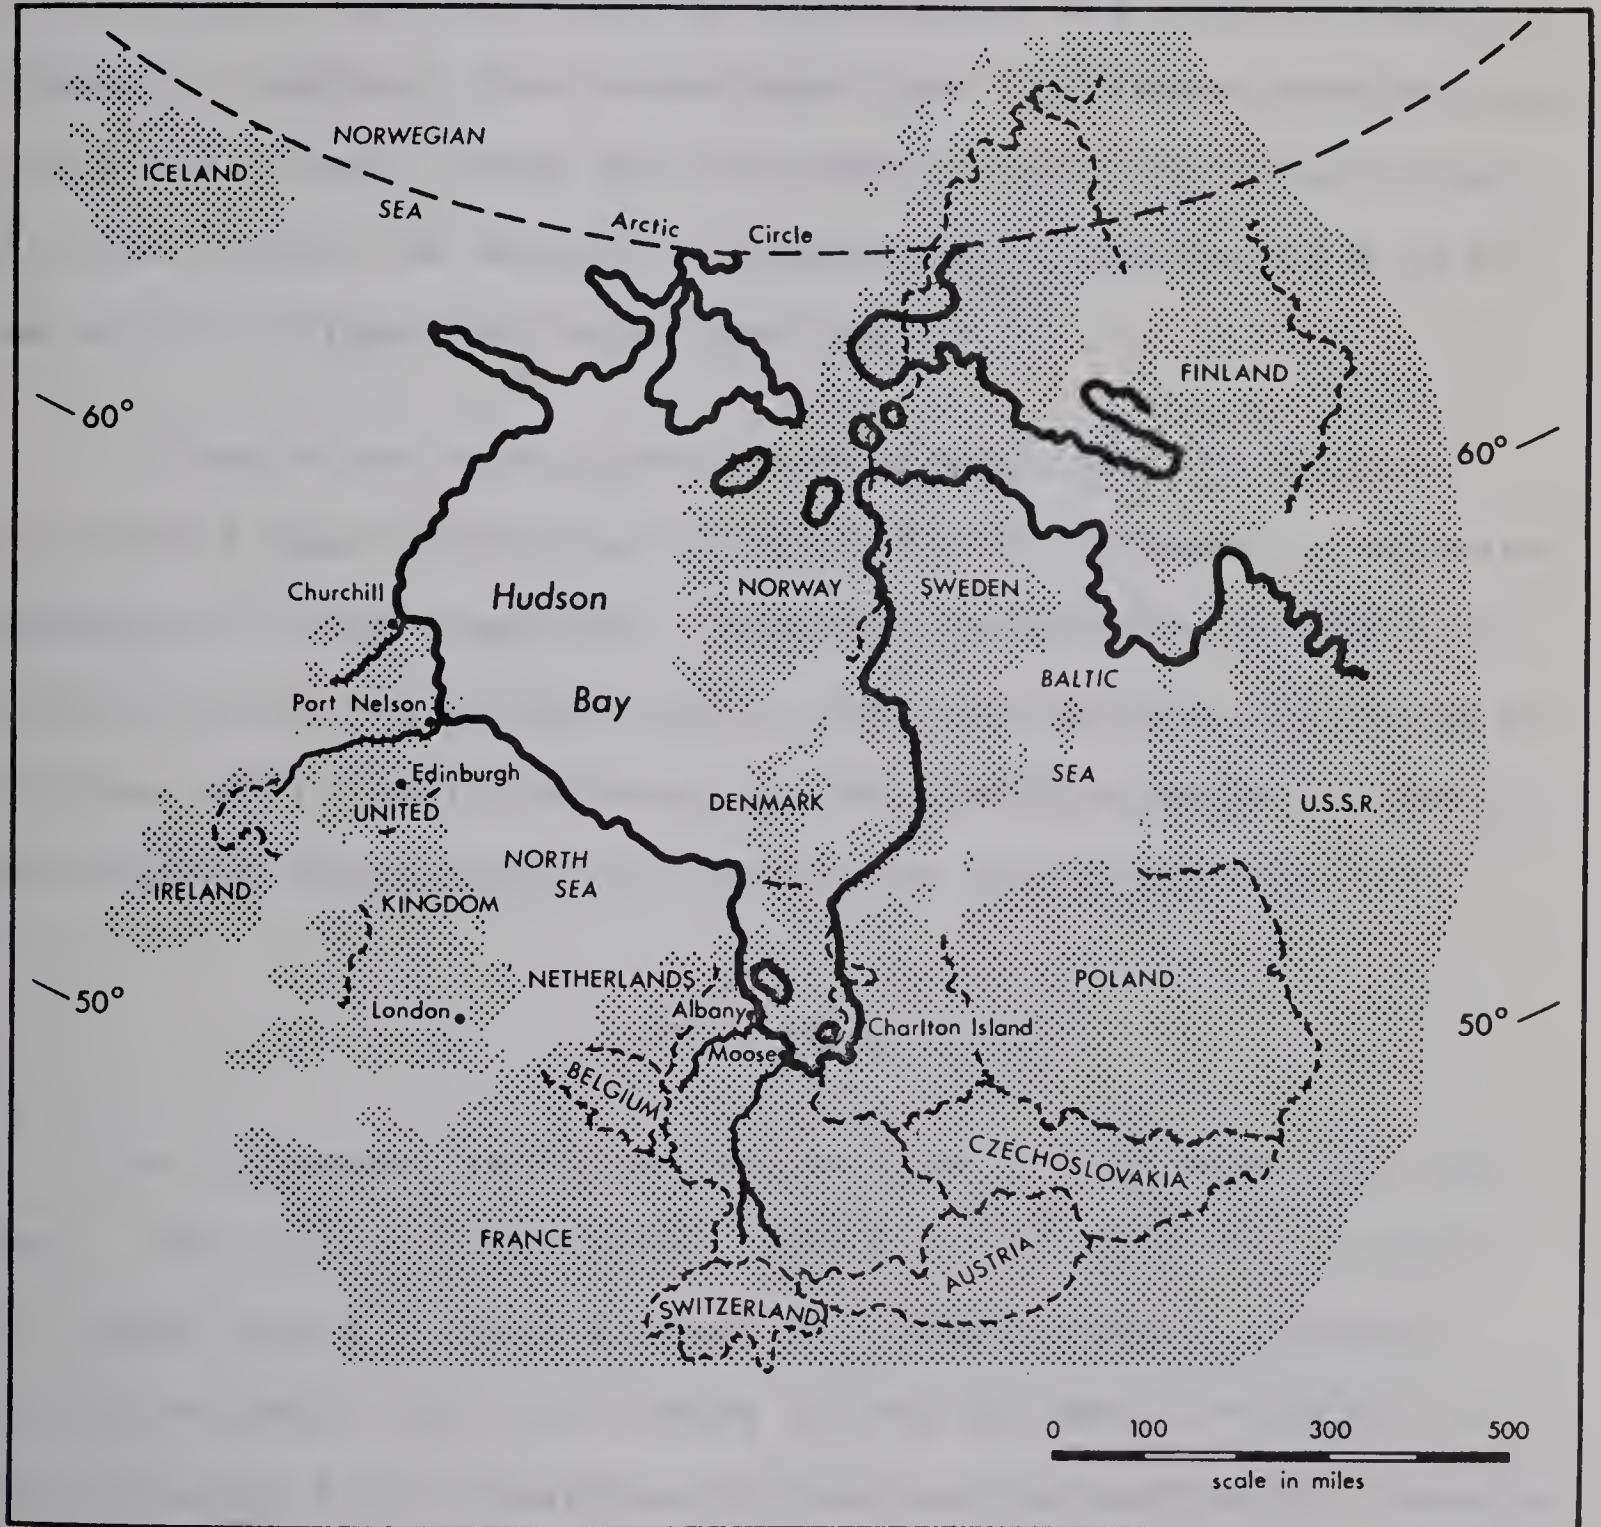 NORWEGIAN
ICELAND
SEA
Arctic Circle
60°
FINLAND
60°
Churchill
Hudson
NORWAY
SWEDEN
Bay
BALTIC
Port Nelson
Edinburgh
SEA
UNITED
DENMARK
U.S.S.R.
NORTH
SEA
IRELAND
KINGDOM
NETHERLANDS
POLAND
50°
London
Albany
Charlton Island
50°
Moose
BELGIUM
CZECHOSLOVAKIA
FRANCE
AUSTRIA
SWITZERLAND
0 100 300 500
scale in miles